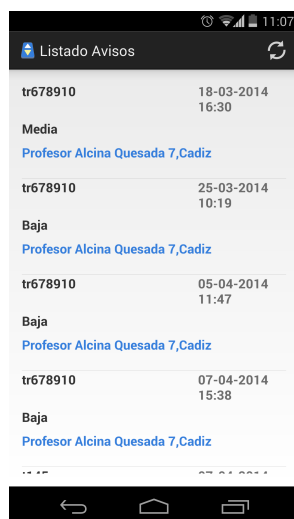 11:07
Listado Avisos
tr678910 18-03-2014
16:30
Media
Profesor Alcina Quesada 7,Cadiz
tr678910 25-03-2014
10:19
Baja
Profesor Alcina Quesada 7,Cadiz
tr678910 05-04-2014
11:47
Baja
Profesor Alcina Quesada 7,Cadiz
tr678910 07-04-2014
15:38
Baja
Profesor Alcina Quesada 7,Cadiz